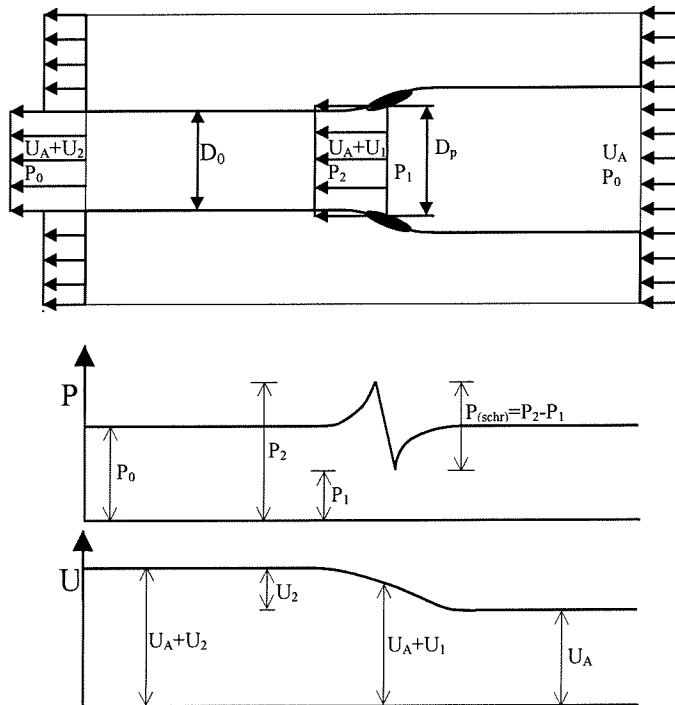 U_A+U_2
P_0
D_0
U_A+U_1
P_2
P_1
D_p
U_A
P_0
P
P_0
P_2
P_1
P_(schr)=P_2-P_1
U
U_2
U_A+U_2
U_A+U_1
U_A